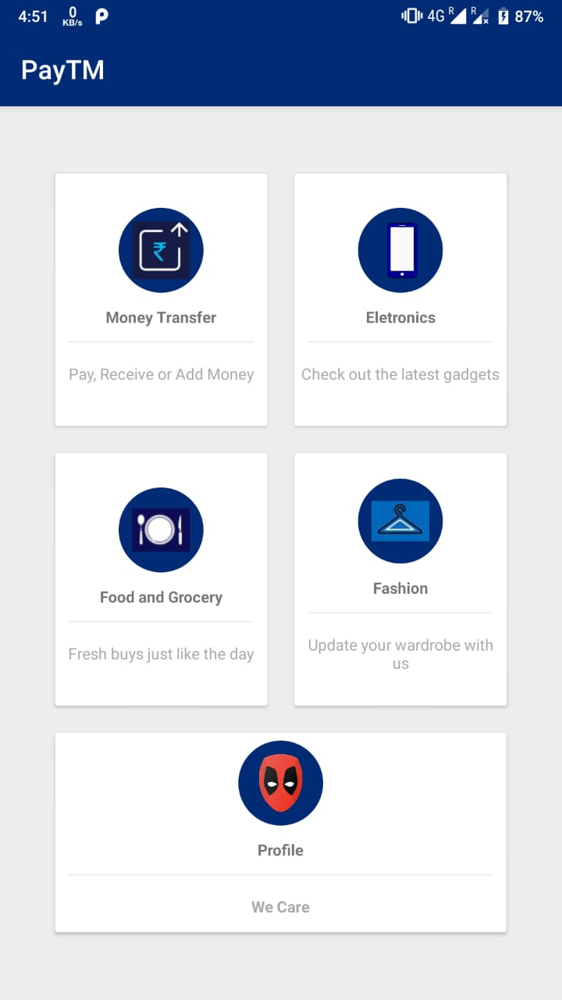 4:51 0 KB/s P 4G R R x 87%
PayTM
Money Transfer
Pay, Receive or Add Money
Eletronics
Check out the latest gadgets
Food and Grocery
Fresh buys just like the day
Fashion
Update your wardrobe with
us
Profile
We Care